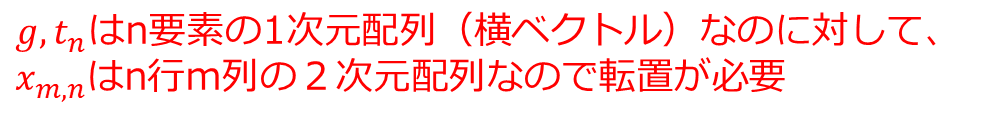 g, tₙはn要素の1次元配列（横ベクトル）なのに対して、
xₘ,ₙはn行m列の２次元配列なので転置が必要